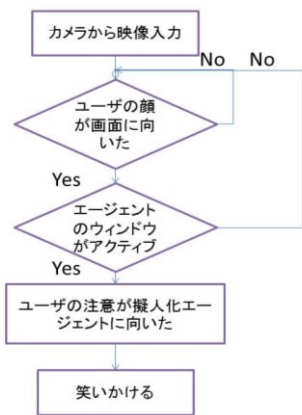 カメラから映像入力
No No
ユーザの顔
が画面に向
いた
Yes
エージェント
のウィンドウ
がアクティブ
Yes
ユーザの注意が擬人化エー
ジェントに向いた
笑いかける